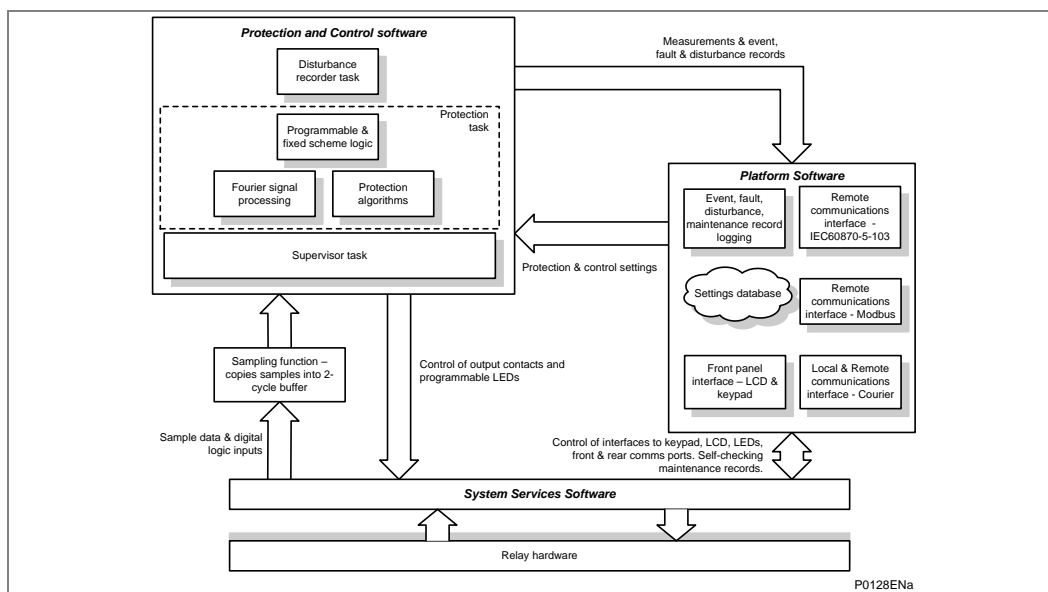 Protection and Control software
Disturbance
recorder task
Protection
task
Programmable &
fixed scheme logic
Fourier signal
processing
Protection
algorithms
Supervisor task
Measurements & event,
fault & disturbance records
Platform Software
Event, fault,
disturbance,
maintenance record
logging
Remote
communications
interface -
IEC60870-5-103
Protection & control settings
Settings database
Remote
communications
interface - Modbus
Front panel
interface – LCD &
keypad
Local & Remote
communications
interface - Courier
Sampling function –
copies samples into 2-
cycle buffer
Control of output contacts and
programmable LEDs
Sample data & digital
logic inputs
Control of interfaces to keypad, LCD, LEDs,
front & rear comms ports. Self-checking
maintenance records.
System Services Software
Relay hardware
P0128ENa